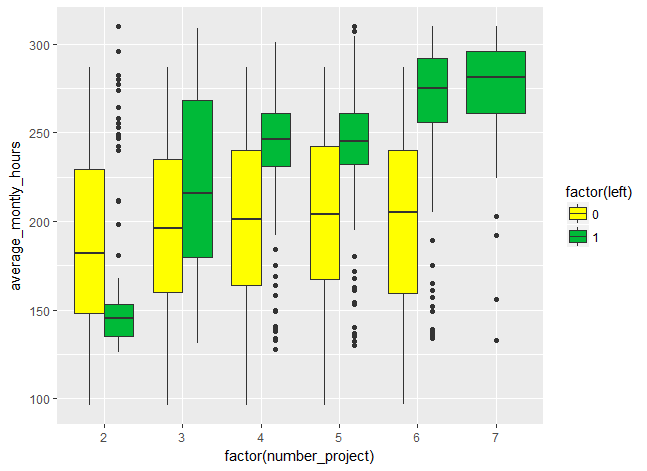 300
250
200
150
100
average_montly_hours
2 3 4 5 6 7
factor(number_project)
factor(left)
0
1